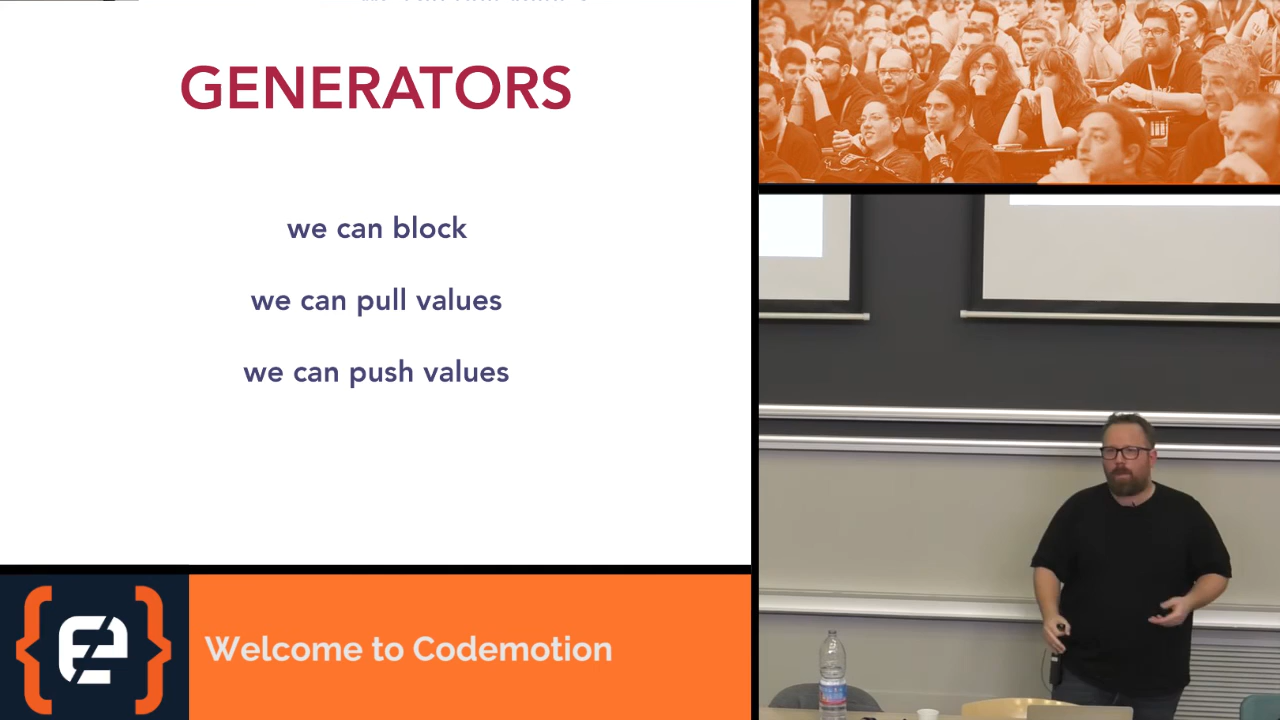 GENERATORS
we can block
we can pull values
we can push values
Welcome to Codemotion